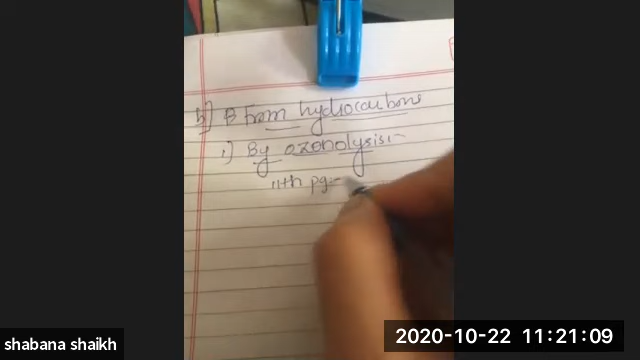 b] B From hydrocarbons
i) By ozonolysis:-
11th pg:-
shabana shaikh
2020-10-22 11:21:09